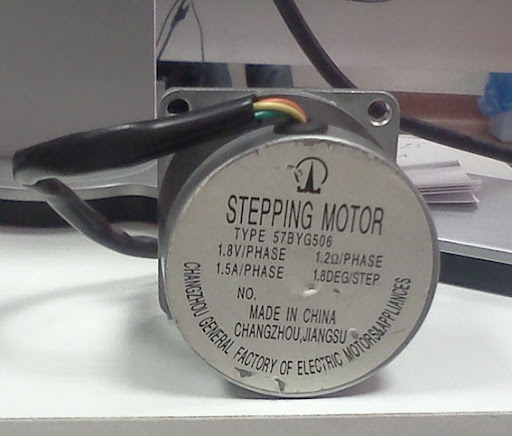 STEPPING MOTOR
TYPE 57BYG506
1.8V/PHASE 1.2Ω/PHASE
1.5A/PHASE 1.8DEG/STEP
NO.
MADE IN CHINA
CHANGZHOU,JIANGSU
CHANGZHOU GENERAL FACTORY OF ELECTRIC MOTORS&APPLIANCES